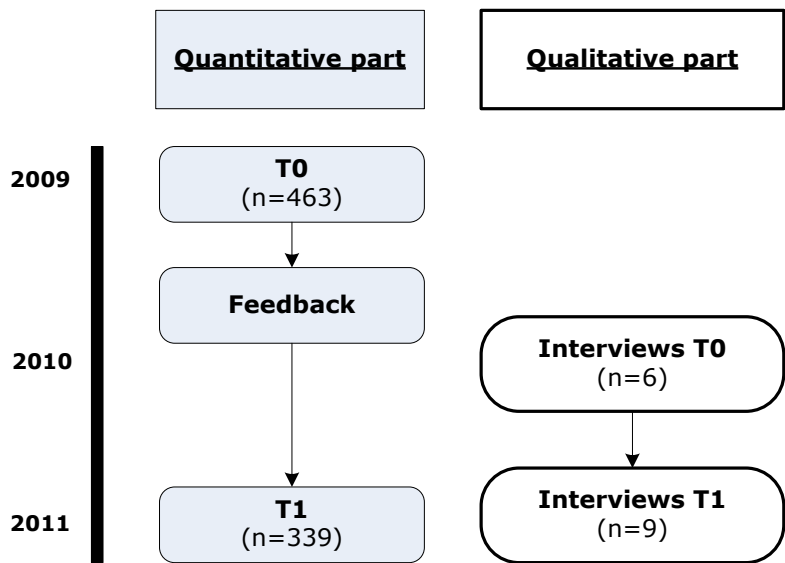 Quantitative part
Qualitative part
2009
T0
(n=463)
Feedback
2010
Interviews T0
(n=6)
2011
T1
(n=339)
Interviews T1
(n=9)